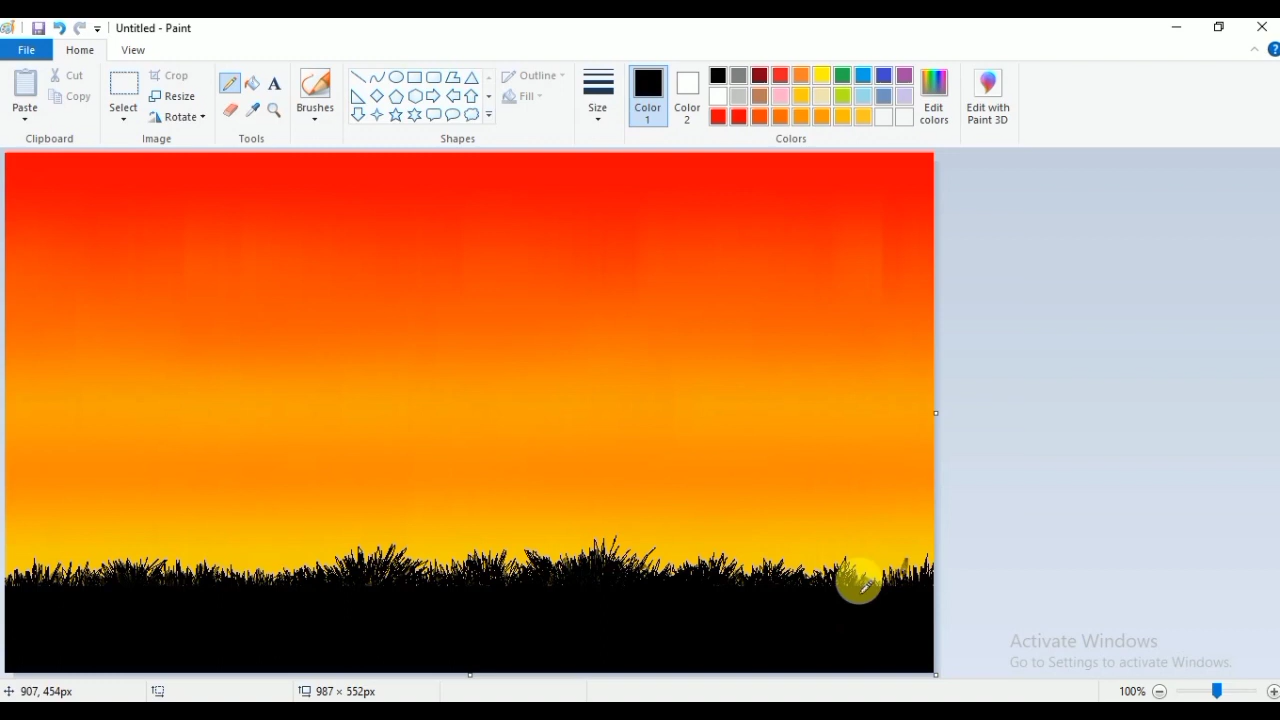 Untitled - Paint
File Home View
Paste
Cut
Copy
Clipboard
Select
Crop
Resize
Rotate
Image
A
Tools
Brushes
Outline
Fill
Shapes
Size
Color 1
Color 2
Edit colors
Colors
Edit with Paint 3D
?
Activate Windows
Go to Settings to activate Windows.
907, 454px
987 × 552px
100%